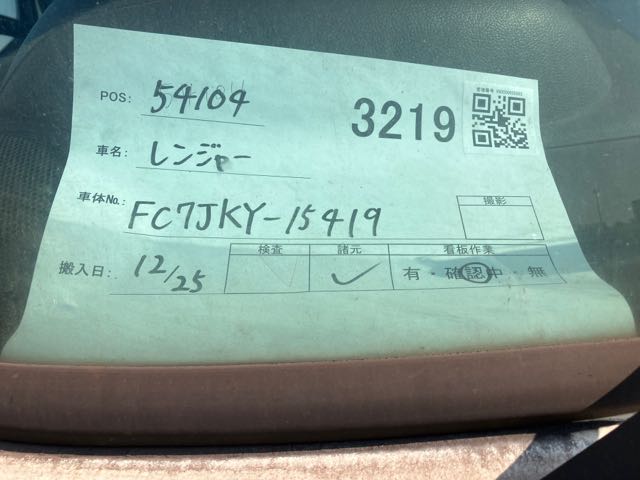 POS: 54104
3219
車名: レンジャー
車体No.: FC7JKY-15419
撮影
搬入日: 12/25
検査 諸元 看板作業
✓ 有・確認中・無